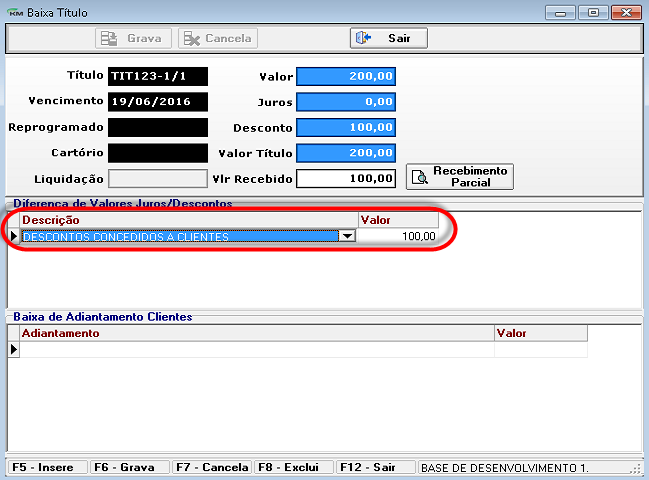 KM Baixa Título
Grava Cancela Sair
Título TIT123-1/1 Valor 200,00
Vencimento 19/06/2016 Juros 0,00
Reprogramado Desconto 100,00
Cartório Valor Título 200,00
Liquidação Vlr Recebido 100,00 Recebimento
Parcial
Diferença de Valores Juros/Descontos
Descrição Valor
DESCONTOS CONCEDIDOS A CLIENTES 100,00
Baixa de Adiantamento Clientes
Adiantamento Valor
F5 - Insere F6 - Grava F7 - Cancela F8 - Exclui F12 - Sair BASE DE DESENVOLVIMENTO 1.